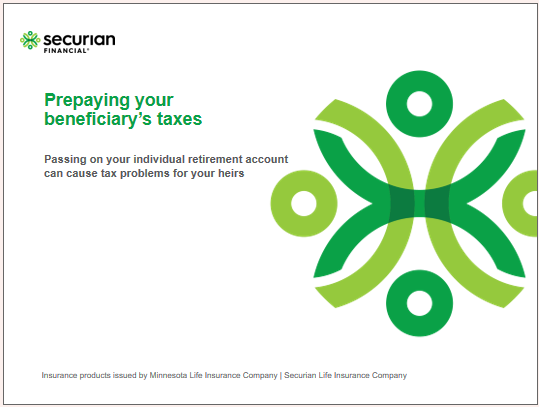 securian
FINANCIAL®
Prepaying your
beneficiary’s taxes
Passing on your individual retirement account
can cause tax problems for your heirs
Insurance products issued by Minnesota Life Insurance Company | Securian Life Insurance Company